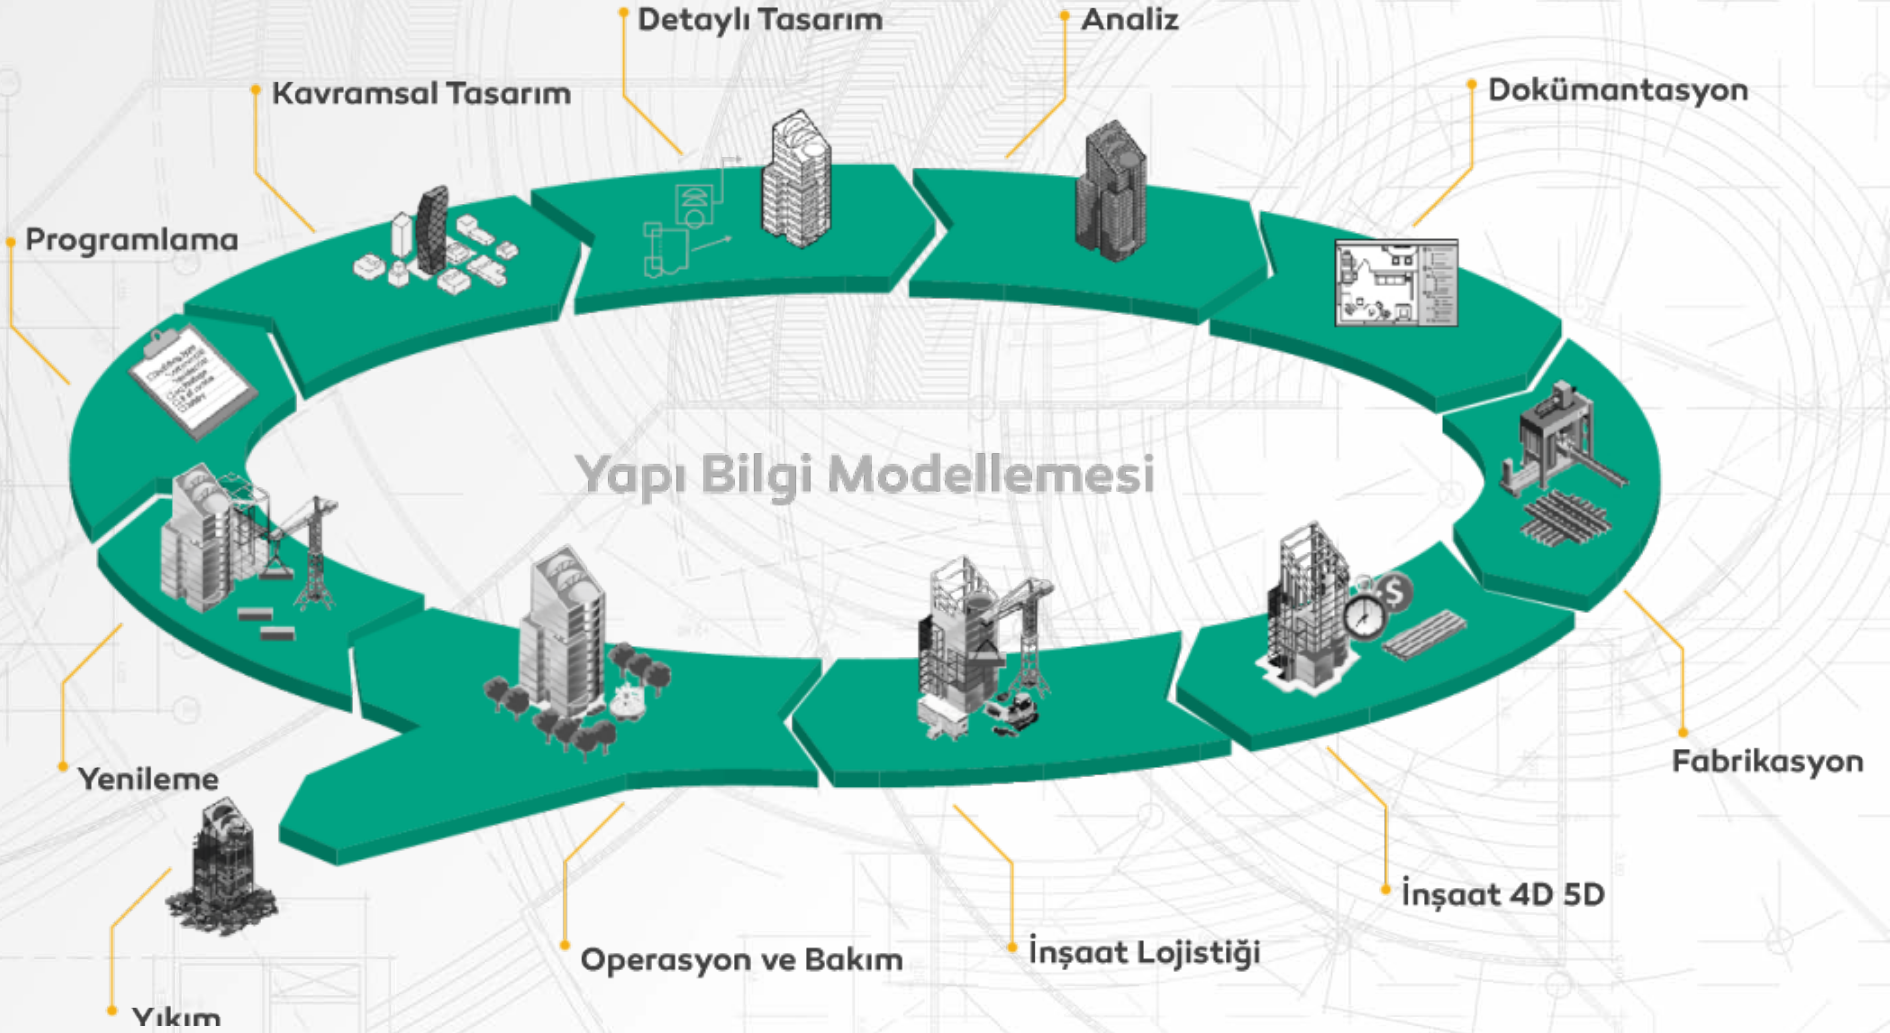 Detaylı Tasarım
Analiz
Kavramsal Tasarım
Dokümantasyon
Programlama
Yapı Bilgi Modellemesi
Fabrikasyon
Yenileme
İnşaat 4D 5D
Operasyon ve Bakım
İnşaat Lojistiği
Yıkım
$